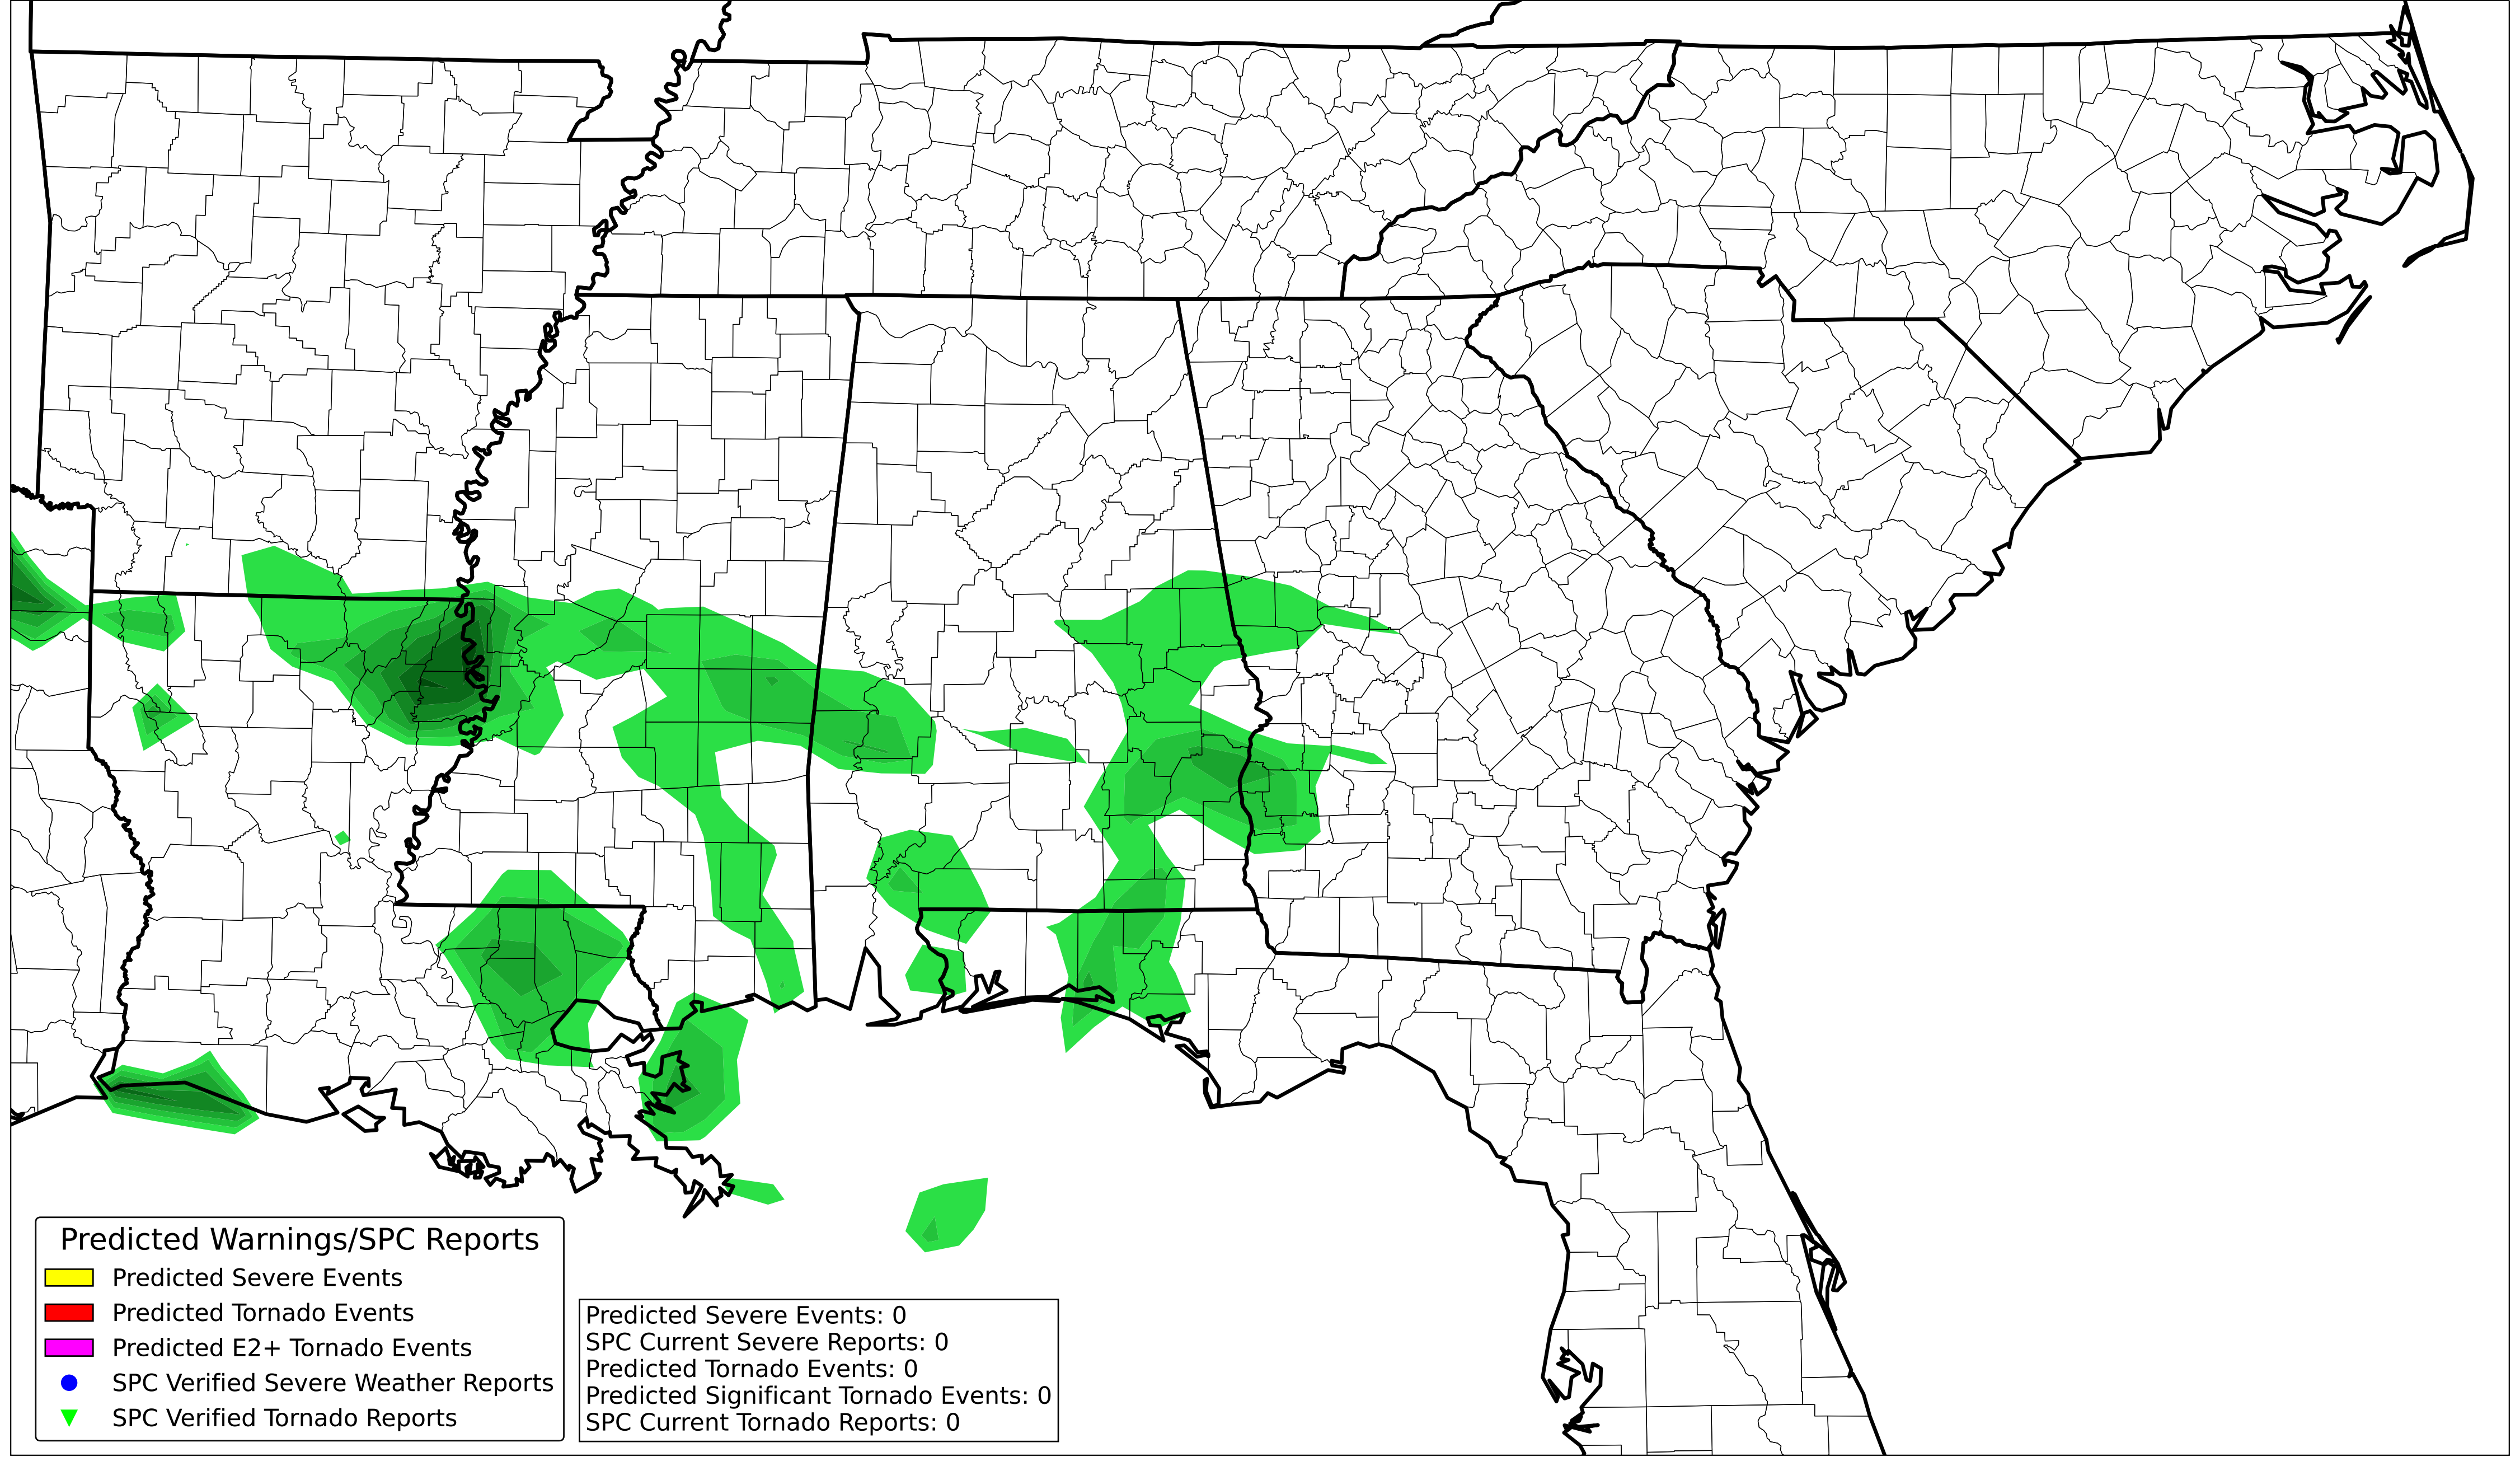 Predicted Warnings/SPC Reports
Predicted Severe Events
Predicted Tornado Events
Predicted E2+ Tornado Events
SPC Verified Severe Weather Reports
SPC Verified Tornado Reports
Predicted Severe Events: 0
SPC Current Severe Reports: 0
Predicted Tornado Events: 0
Predicted Significant Tornado Events: 0
SPC Current Tornado Reports: 0